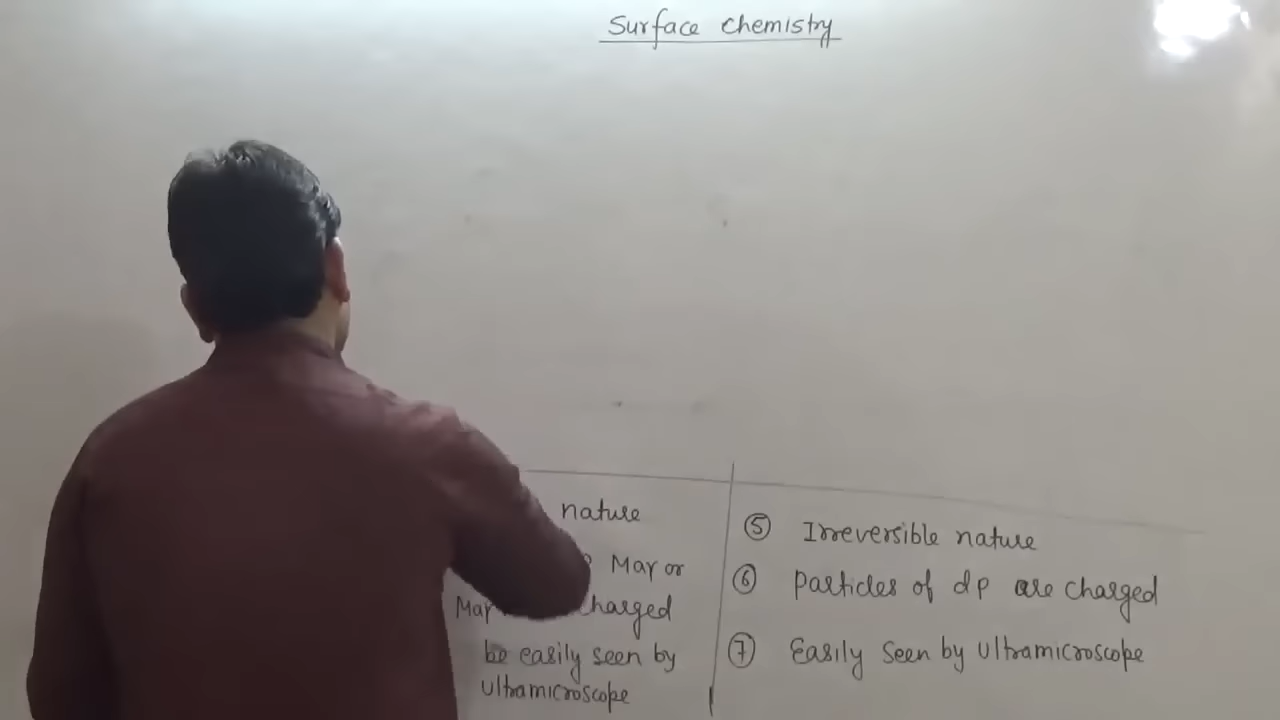 Surface Chemistry
nature
May or
May charged
be easily seen by
ultramicroscope
⑤ Irreversible nature
⑥ Particles of dp are charged
⑦ Easily seen by ultramicroscope